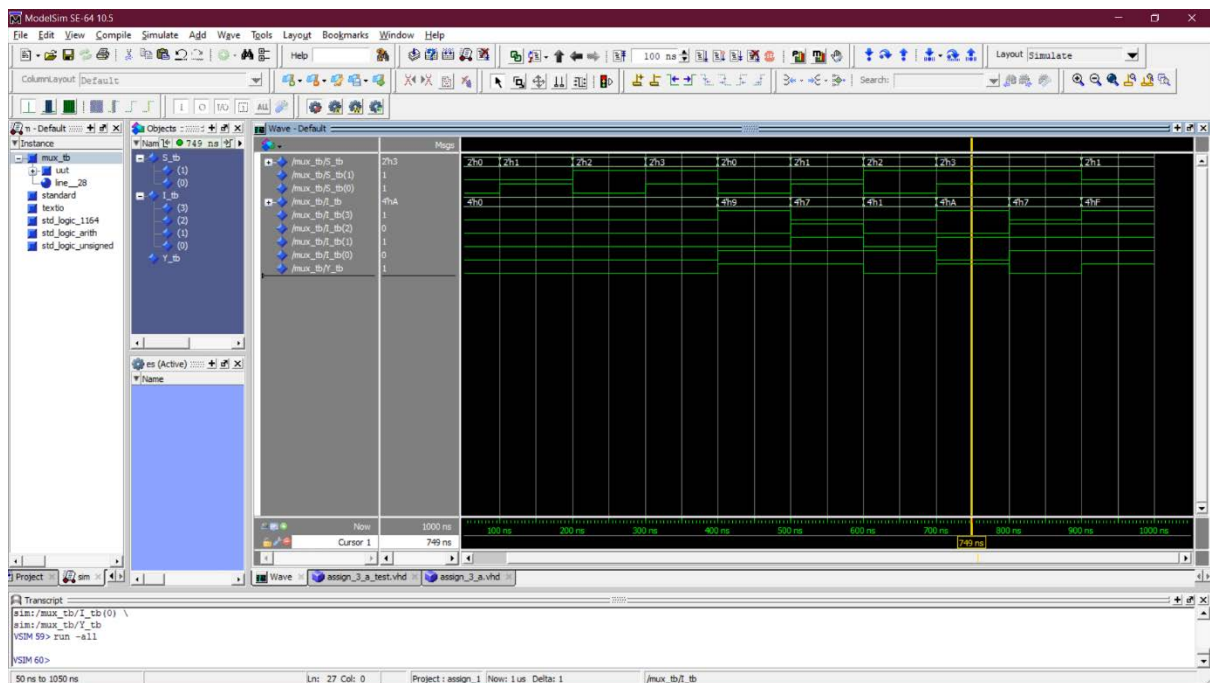 ModelSim SE-64 10.5
File Edit View Compile Simulate Add Wave Tools Layout Bookmarks Window Help
Help 100 ns Layout Simulate
ColumnLayout Default Search:
ALL
n - Default Objects Wave - Default
Instance
mux_tb
uut
line__28
standard
textio
std_logic_1164
std_logic_arith
std_logic_unsigned
Nam 749 ns
S_tb
(1)
(0)
I_tb
(3)
(2)
(1)
(0)
Y_tb
es (Active)
Name
Msgs
/mux_tb/S_tb 2'h3 2'h0 2'h1 2'h2 2'h3 2'h0 2'h1 2'h2 2'h3 2'h1
/mux_tb/S_tb(1) 1
/mux_tb/S_tb(0) 1
/mux_tb/I_tb 4'hA 4'h0 4'h9 4'h7 4'h1 4'hA 4'h7 4'hF
/mux_tb/I_tb(3) 1
/mux_tb/I_tb(2) 0
/mux_tb/I_tb(1) 1
/mux_tb/I_tb(0) 0
/mux_tb/Y_tb 1
Now 1000 ns 100 ns 200 ns 300 ns 400 ns 500 ns 600 ns 700 ns 800 ns 900 ns 1000 ns
Cursor 1 749 ns 749 ns
Project sim Wave assign_3_a_test.vhd assign_3_a.vhd
Transcript
sim:/mux_tb/I_tb(0) \
sim:/mux_tb/Y_tb
VSIM 59> run -all
VSIM 60>
50 ns to 1050 ns Ln: 27 Col: 0 Project : assign_1 Now: 1 us Delta: 1 /mux_tb/I_tb